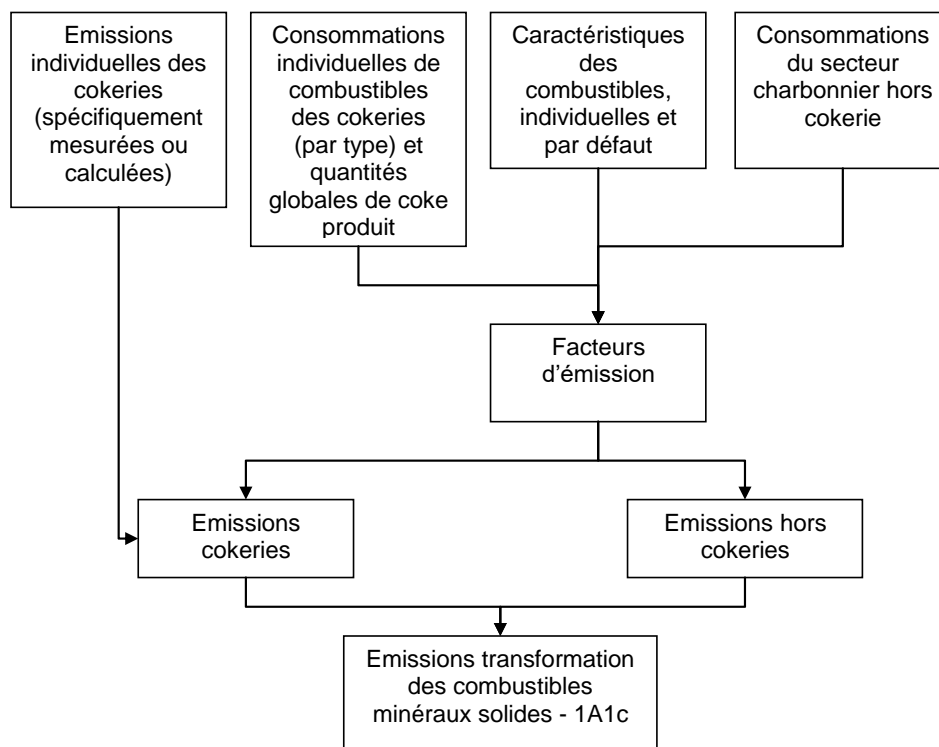 Emissions
individuelles des
cokeries
(spécifiquement
mesurées ou
calculées)
Consommations
individuelles de
combustibles
des cokeries
(par type) et
quantités
globales de coke
produit
Caractéristiques
des
combustibles,
individuelles et
par défaut
Consommations
du secteur
charbonnier hors
cokerie
Facteurs
d’émission
Emissions
cokeries
Emissions hors
cokeries
Emissions transformation
des combustibles
minéraux solides - 1A1c